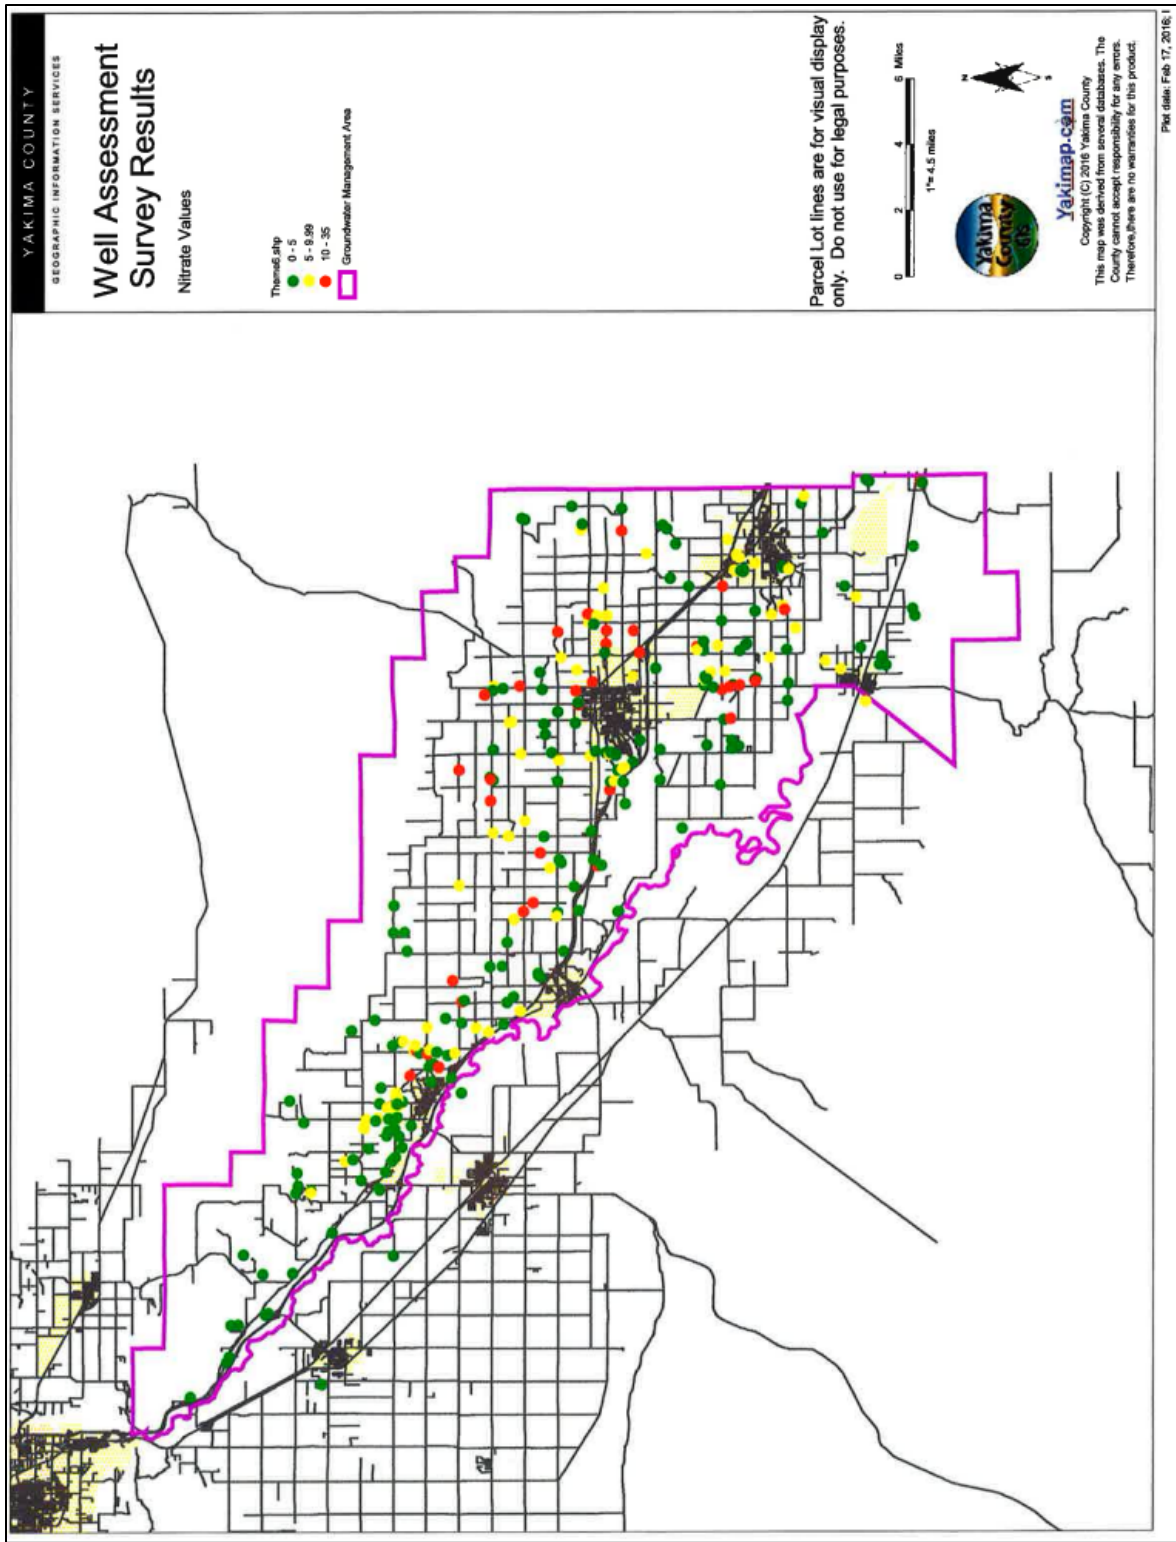 YAKIMA COUNTY
GEOGRAPHIC INFORMATION SERVICES
Well Assessment
Survey Results
Nitrate Values
Theme6.shp
0 - 5
5 - 9.99
10 - 35
Groundwater Management Area
Parcel Lot lines are for visual display
only. Do not use for legal purposes.
0 2 4 6 Miles
1"= 4.5 miles
N
S
Yakima
County
GIS
Yakimap.com
Copyright (C) 2016 Yakima County
This map was derived from several databases. The
County cannot accept responsibility for any errors.
Therefore,there are no warranties for this product.
Plot date: Feb 17, 2016;